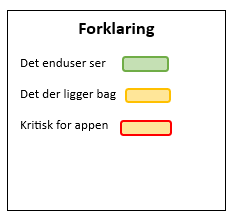 Forklaring
Det enduser ser
Det der ligger bag
Kritisk for appen